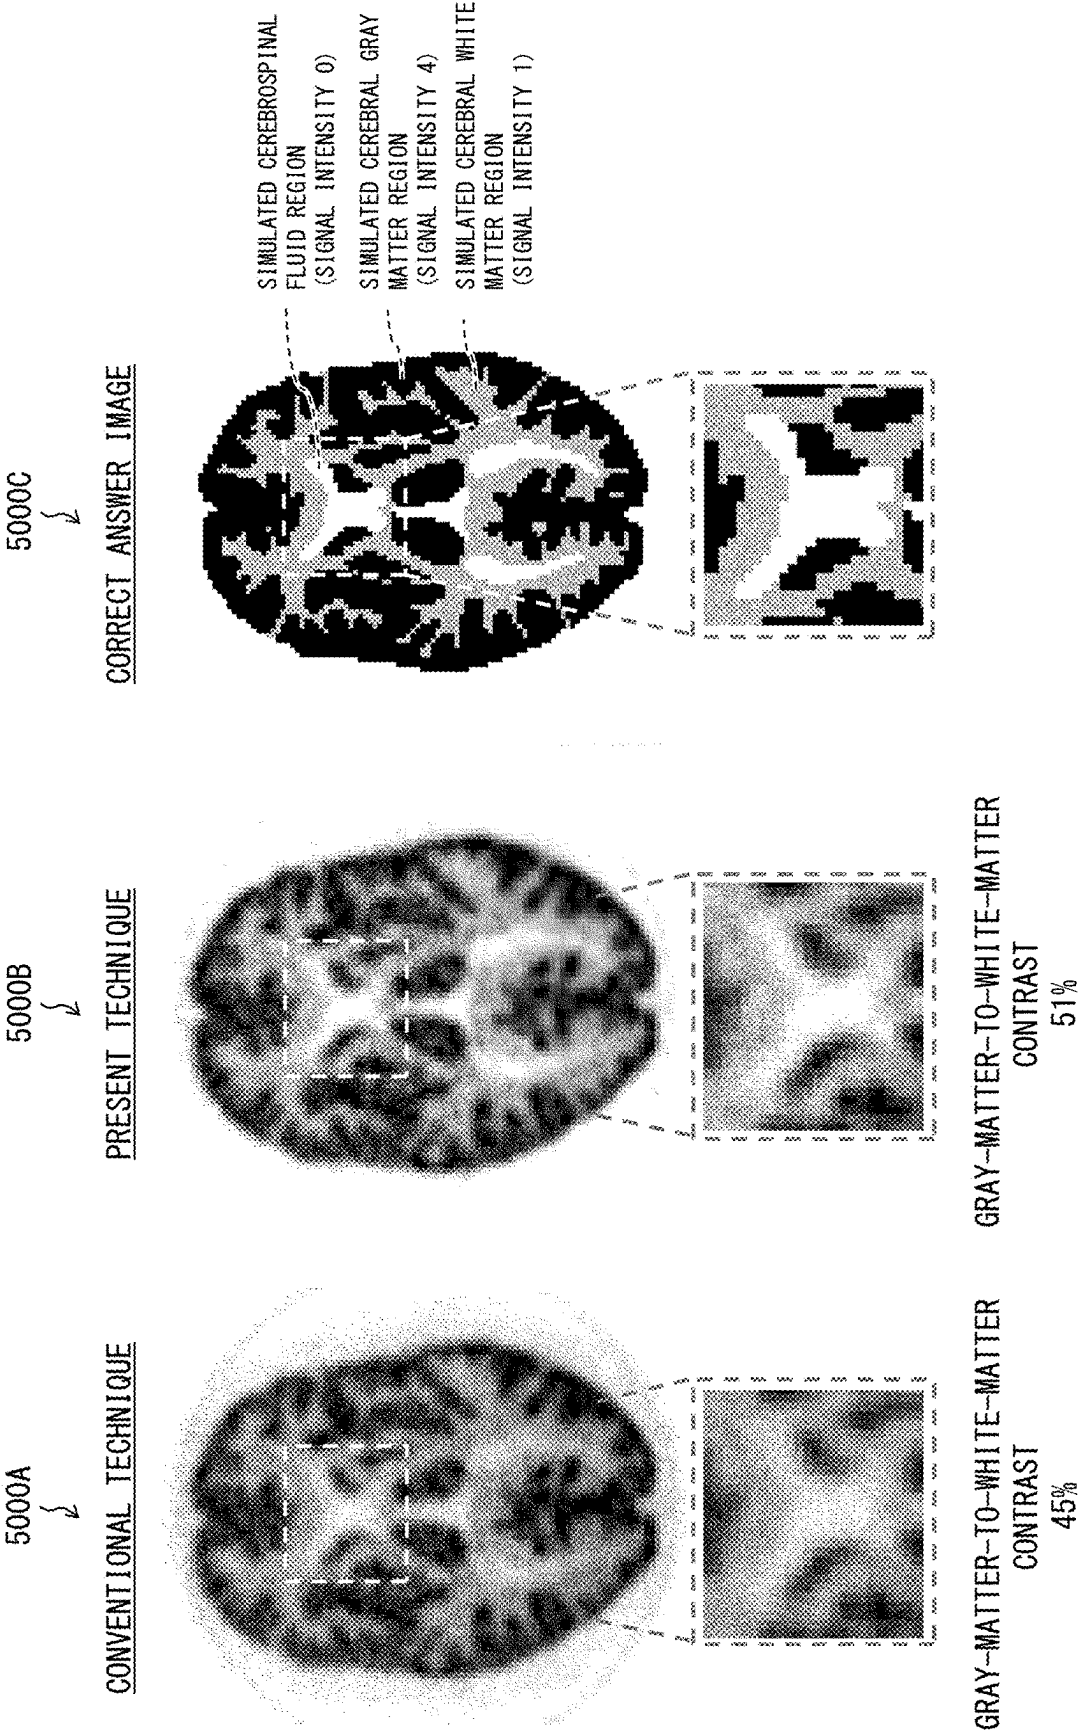 5000A
CONVENTIONAL TECHNIQUE
GRAY-MATTER-TO-WHITE-MATTER
CONTRAST
45%
5000B
PRESENT TECHNIQUE
GRAY-MATTER-TO-WHITE-MATTER
CONTRAST
51%
5000C
CORRECT ANSWER IMAGE
SIMULATED CEREBROSPINAL
FLUID REGION
(SIGNAL INTENSITY 0)
SIMULATED CEREBRAL GRAY
MATTER REGION
(SIGNAL INTENSITY 4)
SIMULATED CEREBRAL WHITE
MATTER REGION
(SIGNAL INTENSITY 1)